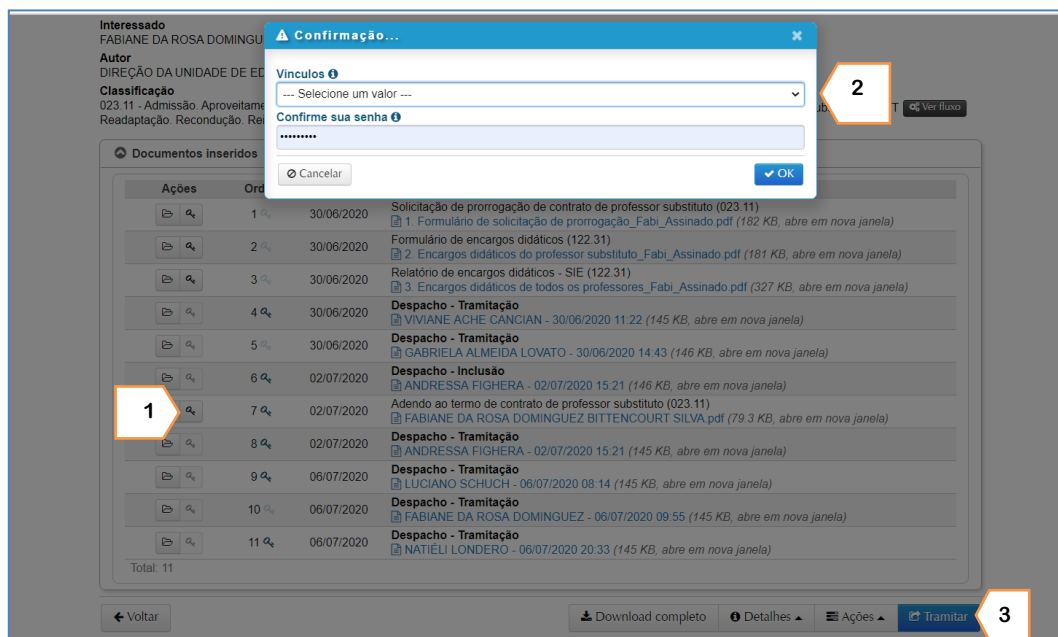 Interessado
FABIANE DA ROSA DOMINGU
Autor
DIREÇÃO DA UNIDADE DE ED
Classificação
023.11 - Admissão. Aproveitame
Readaptação. Recondução. Re
Ver fluxo
Confirmação...
Vinculos
--- Selecione um valor ---
Confirme sua senha
•••••••••
Cancelar
OK
2
Documentos inseridos
Ações Ord
1 30/06/2020 Solicitação de prorrogação de contrato de professor substituto (023.11)
1. Formulário de solicitação de prorrogação_Fabi_Assinado.pdf (182 KB, abre em nova janela)
2 30/06/2020 Formulário de encargos didáticos (122.31)
2. Encargos didáticos do professor substituto_Fabi_Assinado.pdf (181 KB, abre em nova janela)
3 30/06/2020 Relatório de encargos didáticos - SIE (122.31)
3. Encargos didáticos de todos os professores_Fabi_Assinado.pdf (327 KB, abre em nova janela)
4 30/06/2020 Despacho - Tramitação
VIVIANE ACHE CANCIAN - 30/06/2020 11:22 (145 KB, abre em nova janela)
5 30/06/2020 Despacho - Tramitação
GABRIELA ALMEIDA LOVATO - 30/06/2020 14:43 (146 KB, abre em nova janela)
6 02/07/2020 Despacho - Inclusão
ANDRESSA FIGHERA - 02/07/2020 15:21 (146 KB, abre em nova janela)
1
7 02/07/2020 Adendo ao termo de contrato de professor substituto (023.11)
FABIANE DA ROSA DOMINGUEZ BITTENCOURT SILVA.pdf (79.3 KB, abre em nova janela)
8 02/07/2020 Despacho - Tramitação
ANDRESSA FIGHERA - 02/07/2020 15:21 (145 KB, abre em nova janela)
9 06/07/2020 Despacho - Tramitação
LUCIANO SCHUCH - 06/07/2020 08:14 (145 KB, abre em nova janela)
10 06/07/2020 Despacho - Tramitação
FABIANE DA ROSA DOMINGUEZ - 06/07/2020 09:55 (145 KB, abre em nova janela)
11 06/07/2020 Despacho - Tramitação
NATIÉLI LONDERO - 06/07/2020 20:33 (145 KB, abre em nova janela)
Total: 11
Voltar
Download completo
Detalhes
Ações
Tramitar
3